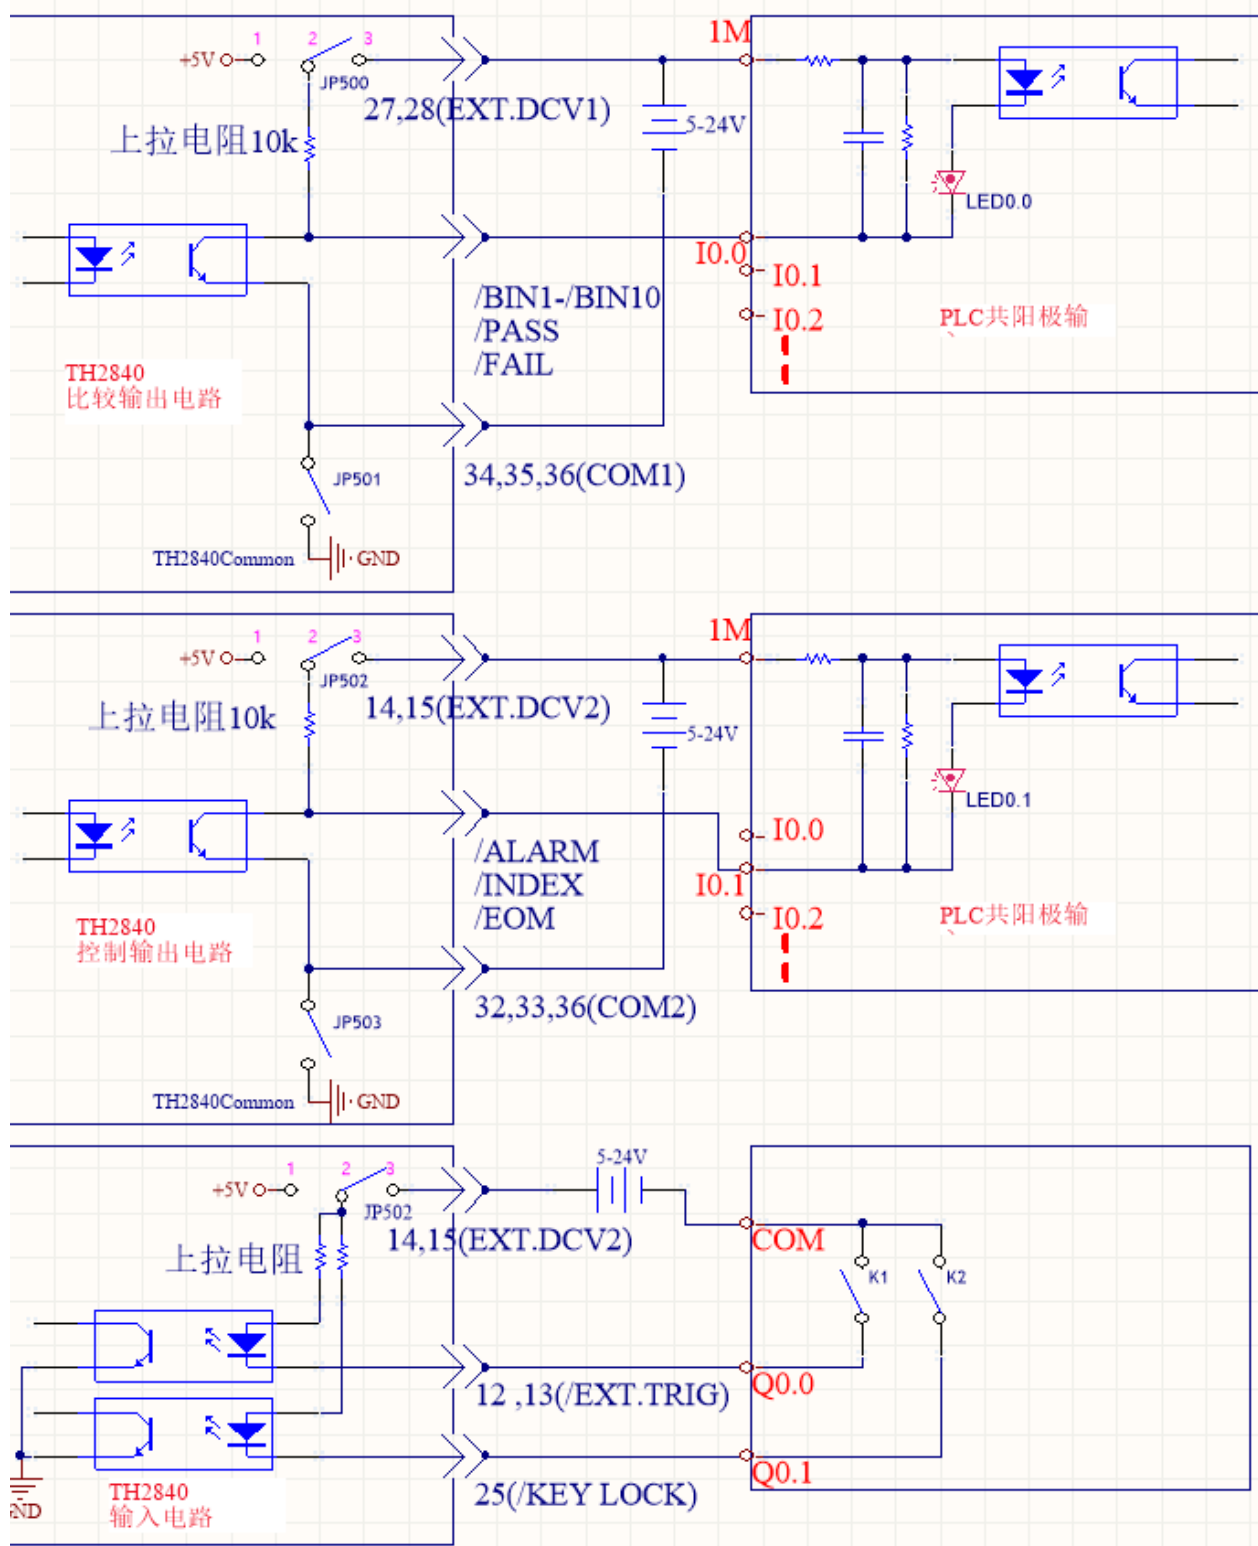 1M
1 2 3
+5V
JP500
27,28(EXT.DCV1)
5-24V
上拉电阻10k
LED0.0
I0.0
I0.1
/BIN1-/BIN10
I0.2
PLC共阳极输
/PASS
/FAIL
TH2840
比较输出电路
34,35,36(COM1)
JP501
TH2840Common
GND
1M
1 2 3
+5V
JP502
14,15(EXT.DCV2)
上拉电阻10k
5-24V
LED0.1
I0.0
/ALARM
/INDEX
I0.1
/EOM
I0.2
PLC共阳极输
TH2840
控制输出电路
32,33,36(COM2)
JP503
TH2840Common
GND
5-24V
1 2 3
+5V
JP502
14,15(EXT.DCV2)
COM
上拉电阻
K1
K2
12 ,13(/EXT.TRIG)
Q0.0
Q0.1
25(/KEY LOCK)
TH2840
输入电路
ND